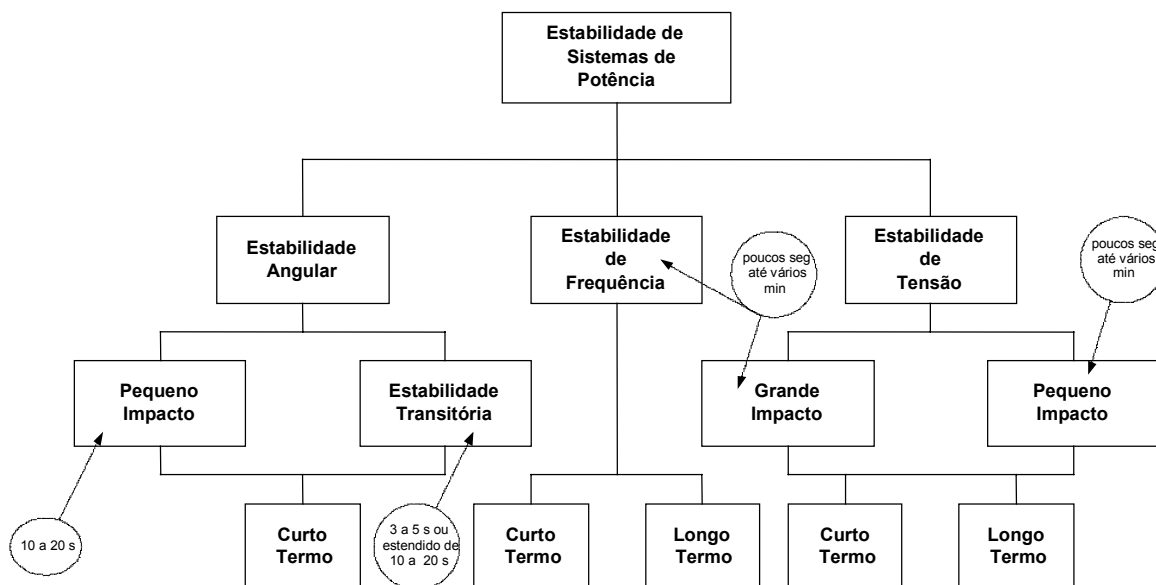 Estabilidade de
Sistemas de
Potência
Estabilidade
Angular
Estabilidade
de
Frequência
poucos seg
até vários
min
Estabilidade
de
Tensão
poucos seg
até vários
min
Pequeno
Impacto
Estabilidade
Transitória
Grande
Impacto
Pequeno
Impacto
10 a 20 s
Curto
Termo
3 a 5 s ou
estendido de
10 a 20 s
Curto
Termo
Longo
Termo
Curto
Termo
Longo
Termo